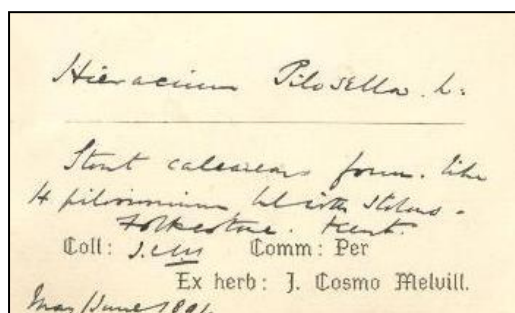 Hieracium Pilosella. L.
Stout calcareous form. like
H pilosissimum with stolons -
Folkestone. Kent.
Coll: J.C.M Comm: Per
Ex herb: J. Cosmo Melvill.
May/June